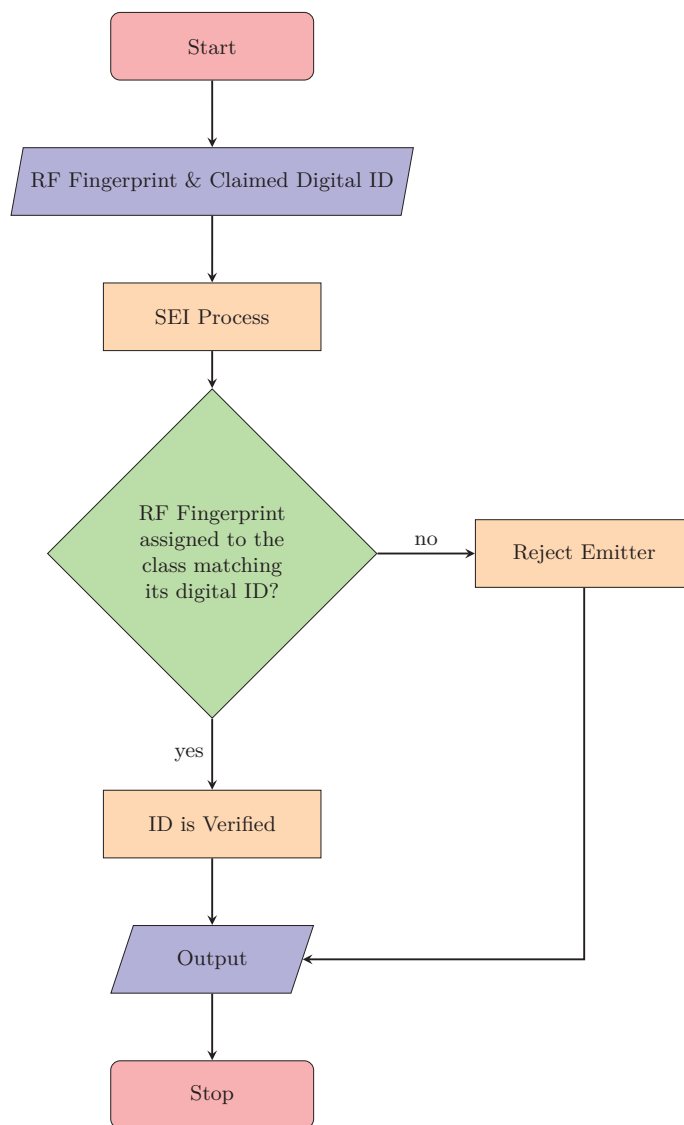 Start
RF Fingerprint & Claimed Digital ID
SEI Process
RF Fingerprint
assigned to the
class matching
its digital ID?
no
Reject Emitter
yes
ID is Verified
Output
Stop